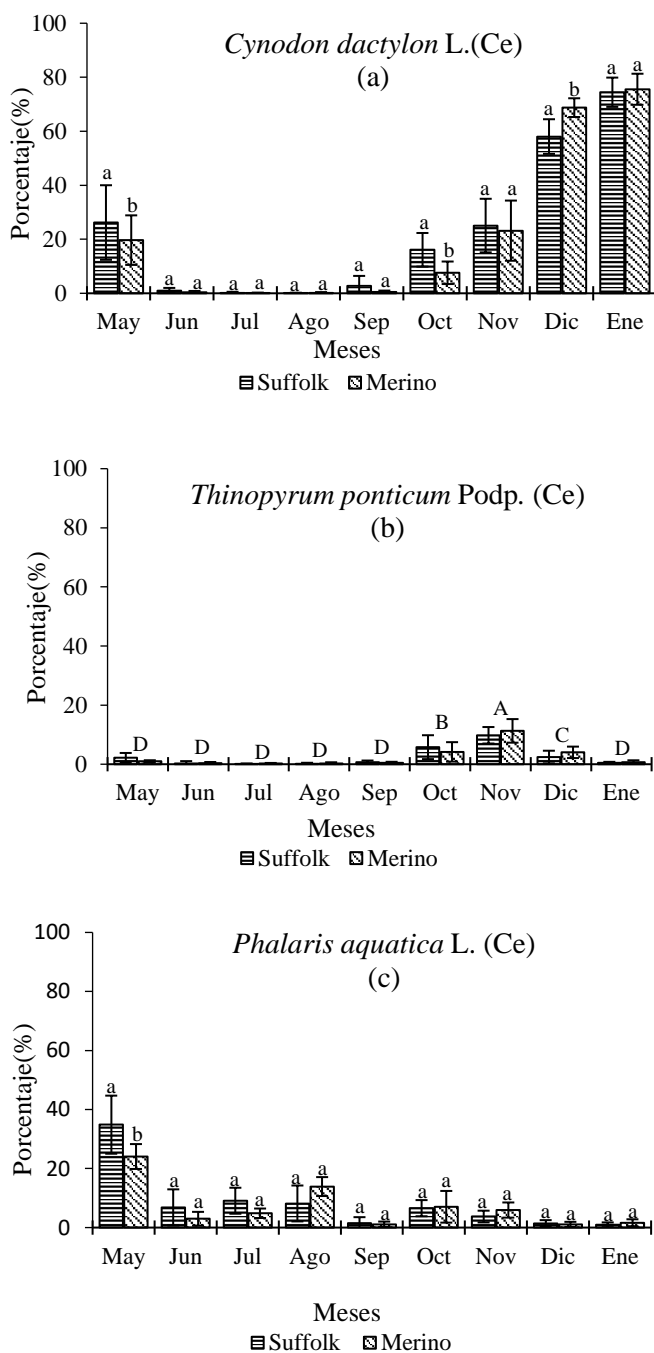 Cynodon dactylon L.(Ce)
(a)
Porcentaje(%)
100
80
60
40
20
0
a b a a a a a a a a a b a a a b a a
May Jun Jul Ago Sep Oct Nov Dic Ene
Meses
Suffolk Merino
Thinopyrum ponticum Podp. (Ce)
(b)
Porcentaje(%)
100
80
60
40
20
0
D D D D D B A C D
May Jun Jul Ago Sep Oct Nov Dic Ene
Meses
Suffolk Merino
Phalaris aquatica L. (Ce)
(c)
Porcentaje(%)
100
80
60
40
20
0
a b a a a a a a a a a a a a a a a a
May Jun Jul Ago Sep Oct Nov Dic Ene
Meses
Suffolk Merino